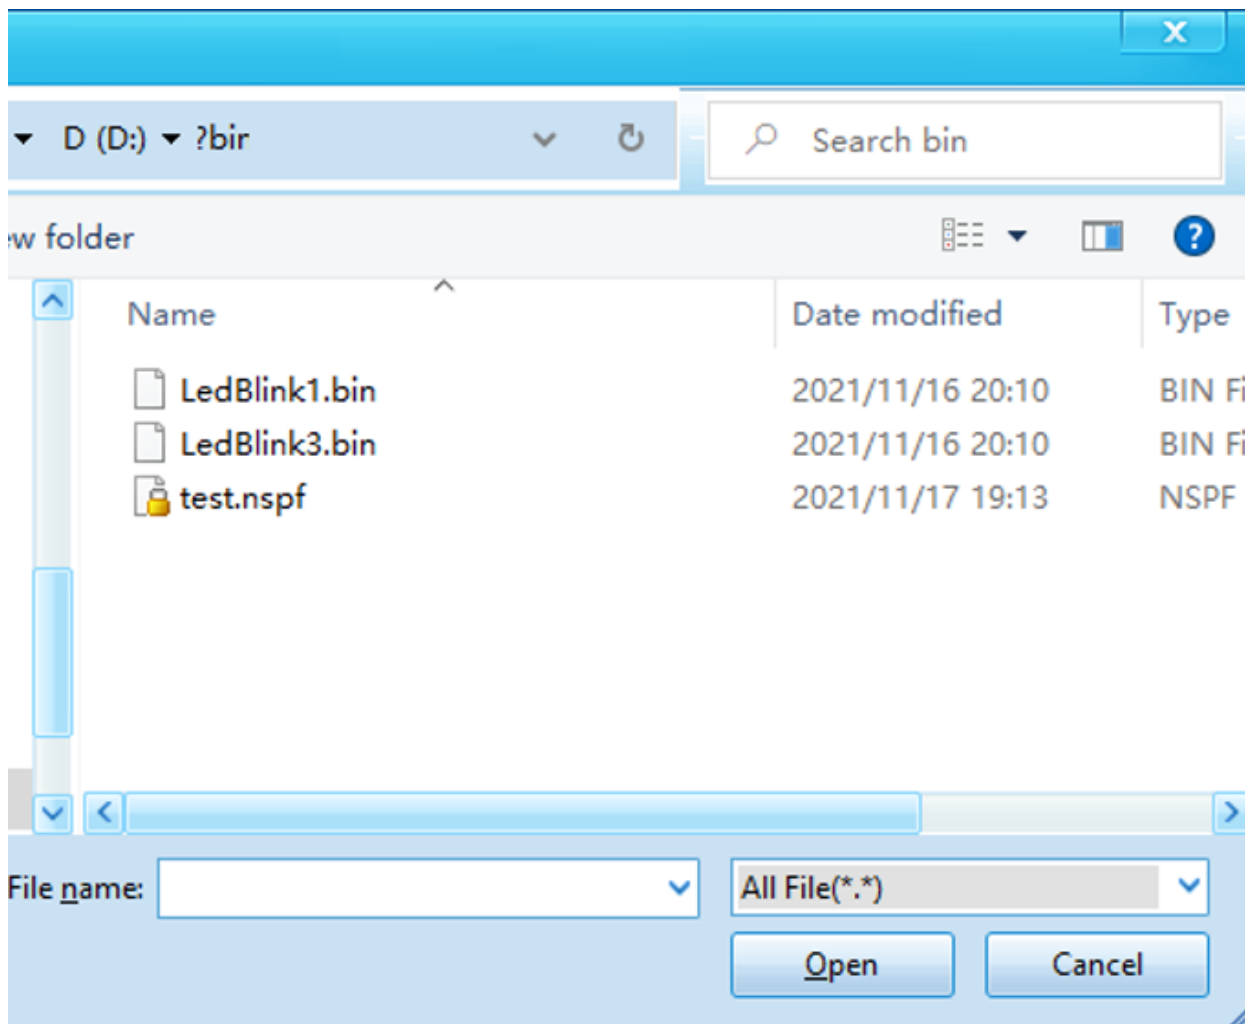 x
D (D:) ?bir Search bin
ew folder ?
Name Date modified Type
LedBlink1.bin 2021/11/16 20:10 BIN Fi
LedBlink3.bin 2021/11/16 20:10 BIN Fi
test.nspf 2021/11/17 19:13 NSPF
File name: All File(*.*)
Open Cancel